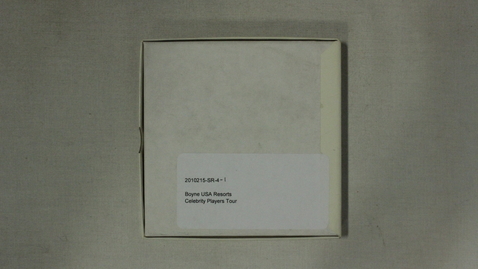 2010215-SR-4-1
Boyne USA Resorts
Celebrity Players Tour